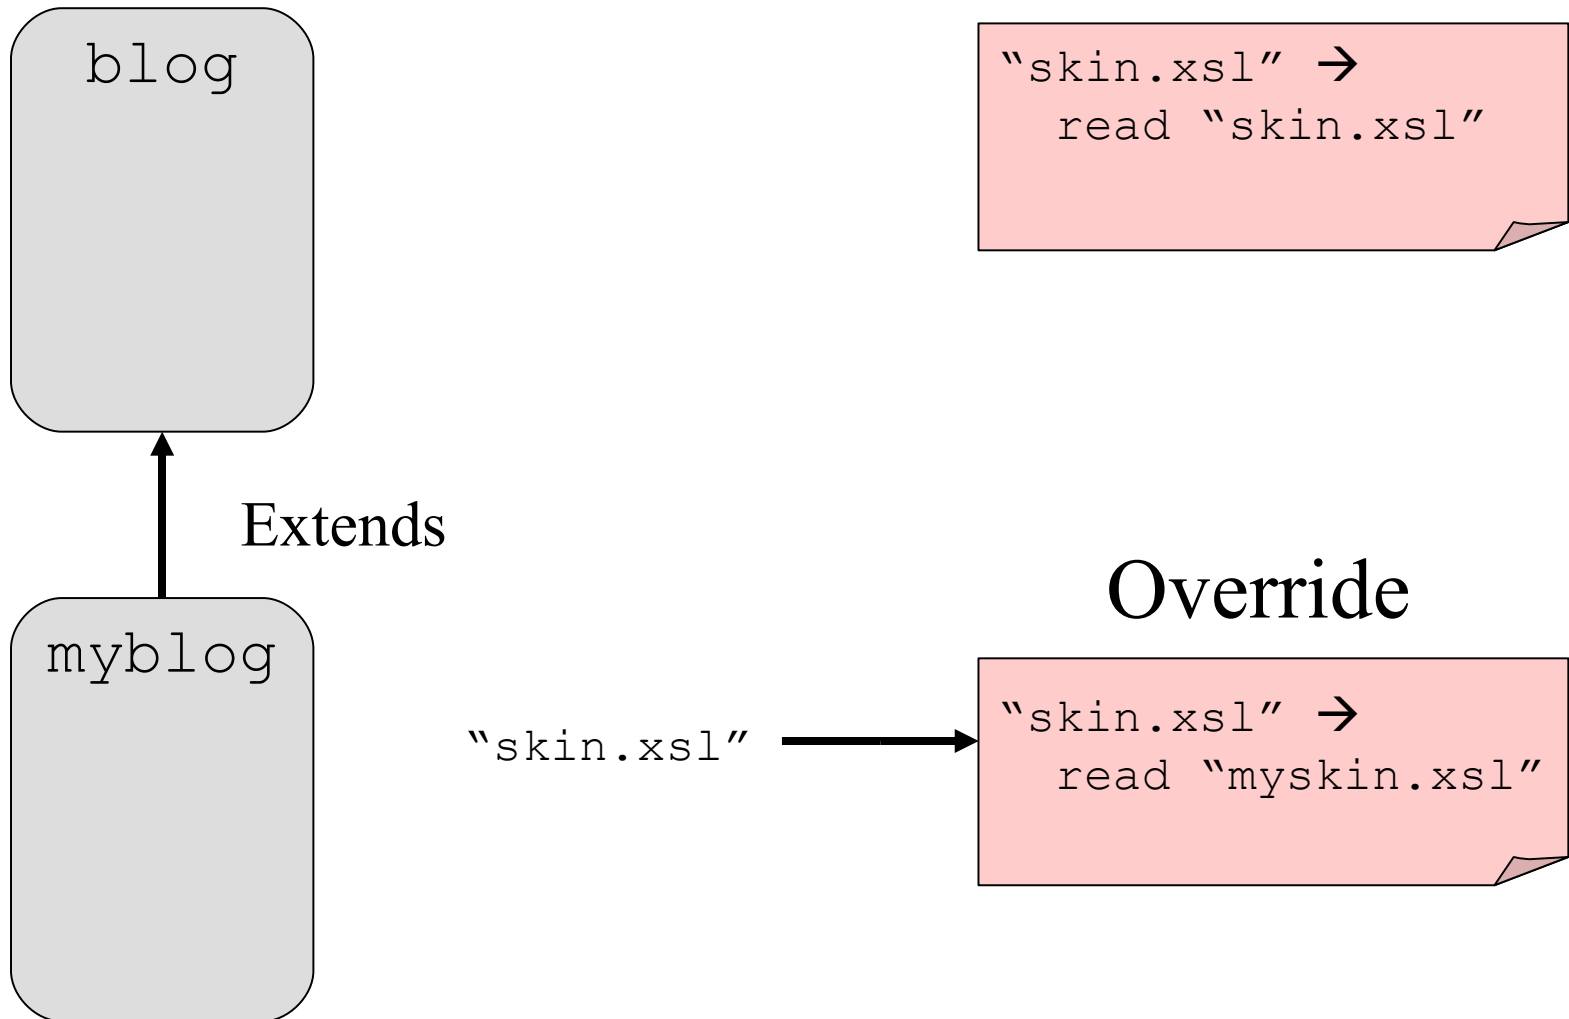 blog
“skin.xsl” →
read “skin.xsl”
Extends
Override
myblog
“skin.xsl”
“skin.xsl” →
read “myskin.xsl”